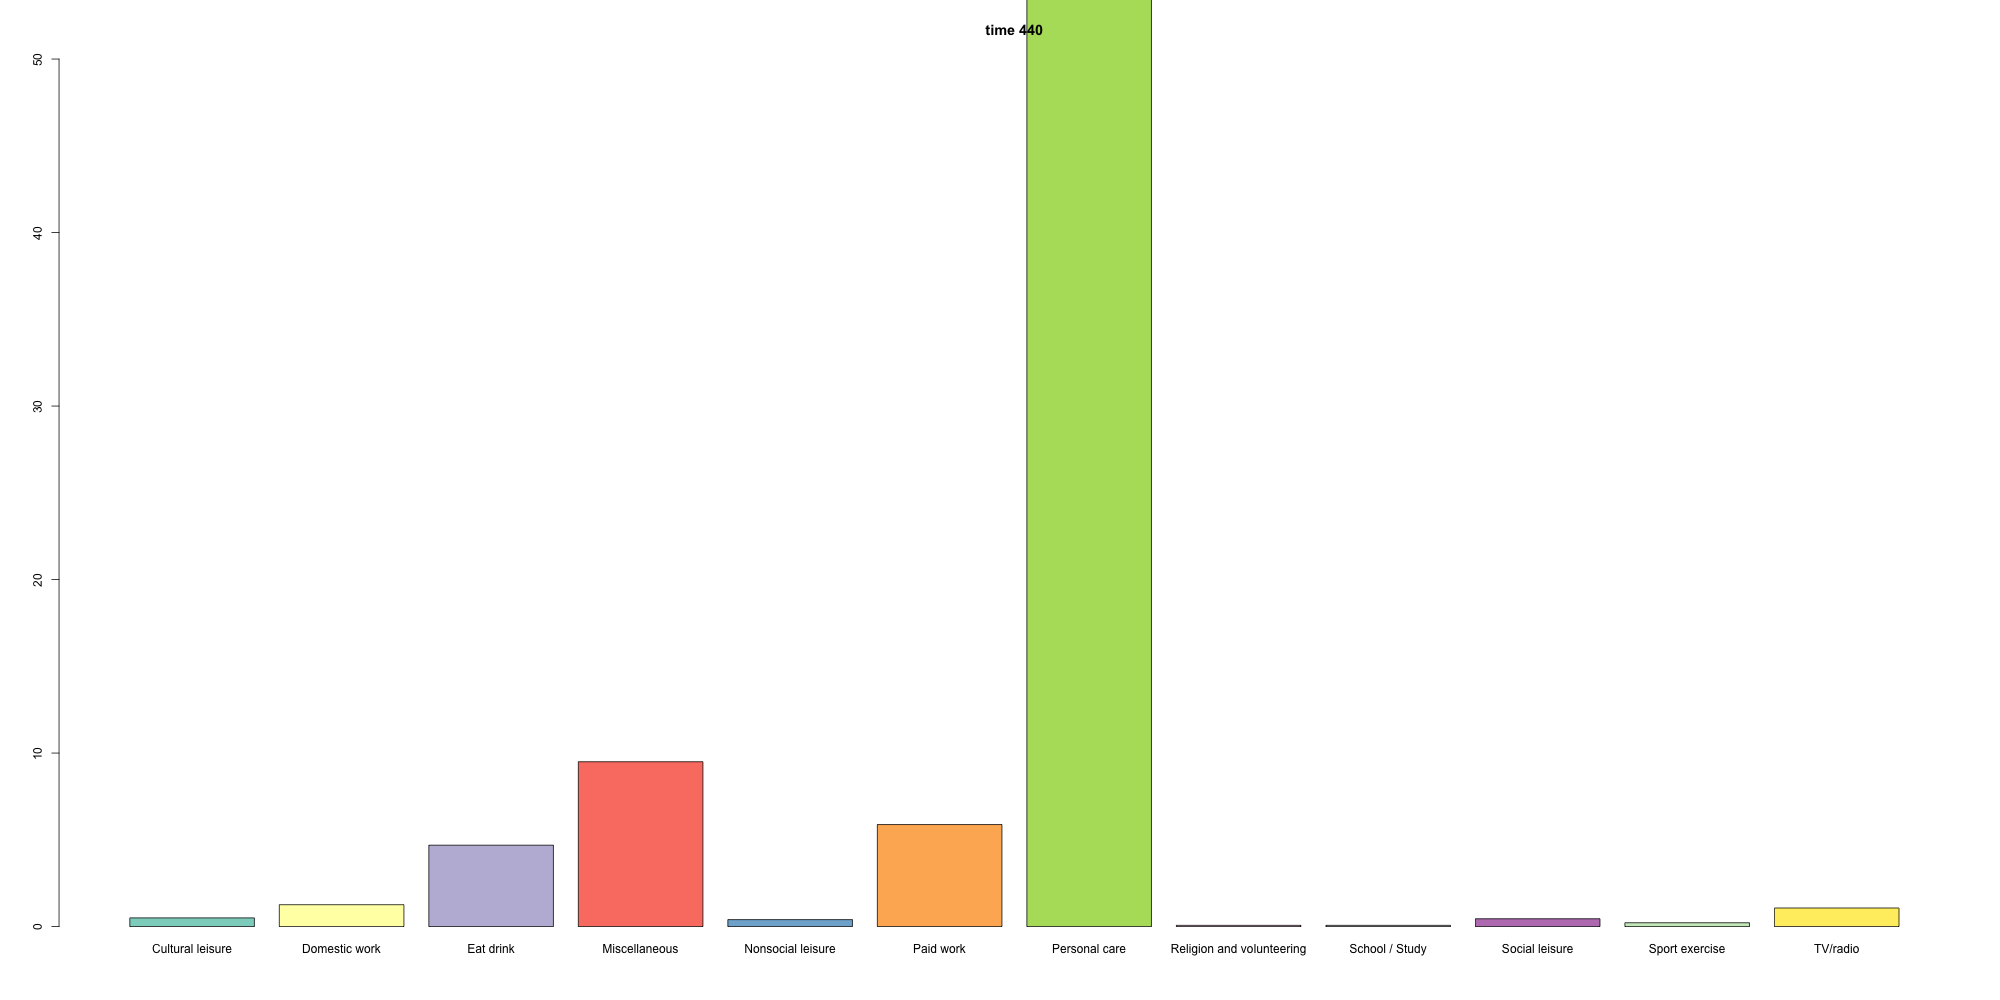 time 440
50
40
30
20
10
0
Cultural leisure
Domestic work
Eat drink
Miscellaneous
Nonsocial leisure
Paid work
Personal care
Religion and volunteering
School / Study
Social leisure
Sport exercise
TV/radio